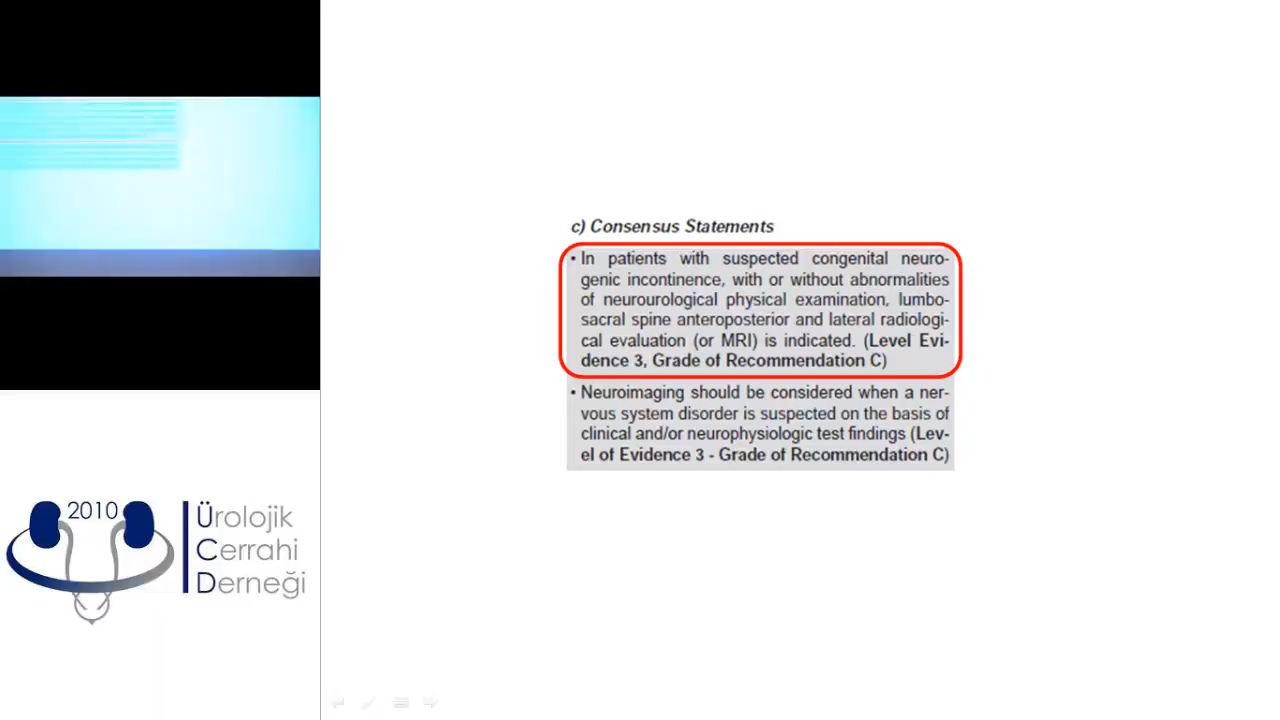 c) Consensus Statements
• In patients with suspected congenital neuro-
genic incontinence, with or without abnormalities
of neurourological physical examination, lumbo-
sacral spine anteroposterior and lateral radiologi-
cal evaluation (or MRI) is indicated. (Level Evi-
dence 3, Grade of Recommendation C)
• Neuroimaging should be considered when a ner-
vous system disorder is suspected on the basis of
clinical and/or neurophysiologic test findings (Lev-
el of Evidence 3 - Grade of Recommendation C)
2010
Ürolojik
Cerrahi
Derneği